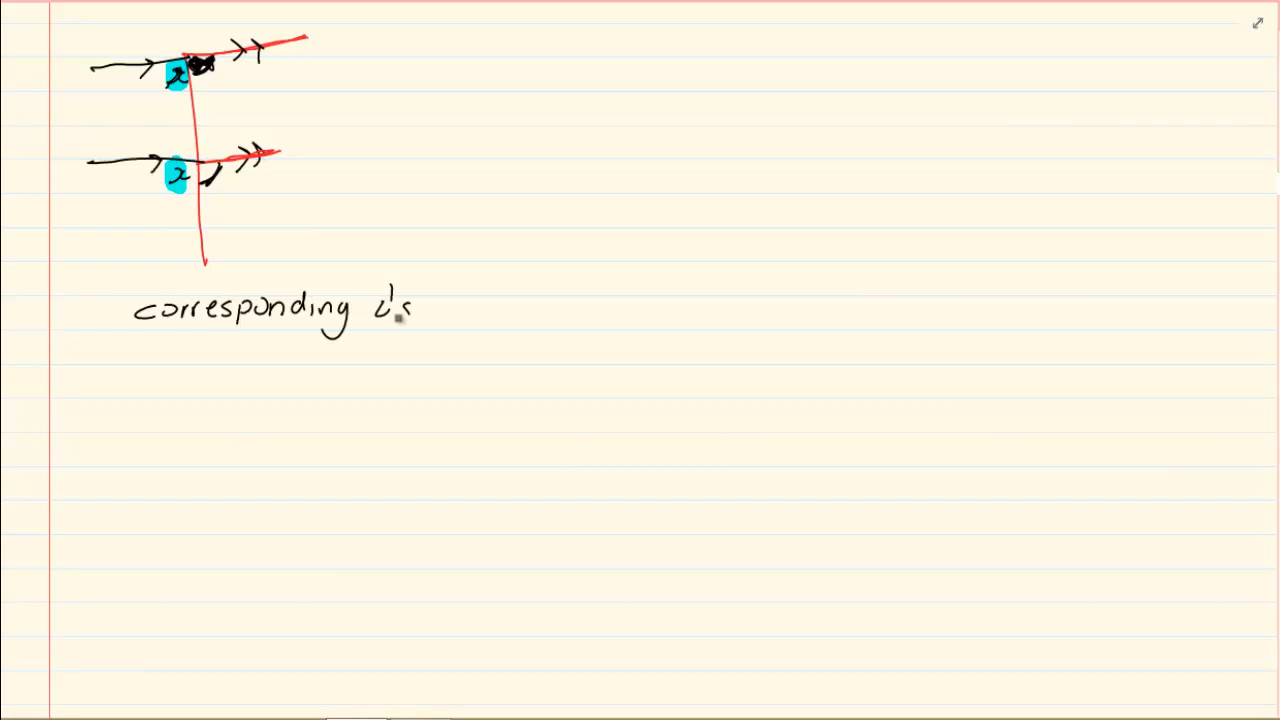 x
x
corresponding ∠'s